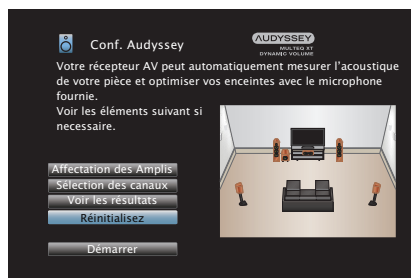 Conf. Audyssey
AUDYSSEY
MULTEQ XT
DYNAMIC VOLUME
Votre récepteur AV peut automatiquement mesurer l'acoustique
de votre pièce et optimiser vos enceintes avec le microphone
fournie.
Voir les éléments suivant si
necessaire.
Affectation des Amplis
Sélection des canaux
Voir les résultats
Réinitialisez
Démarrer